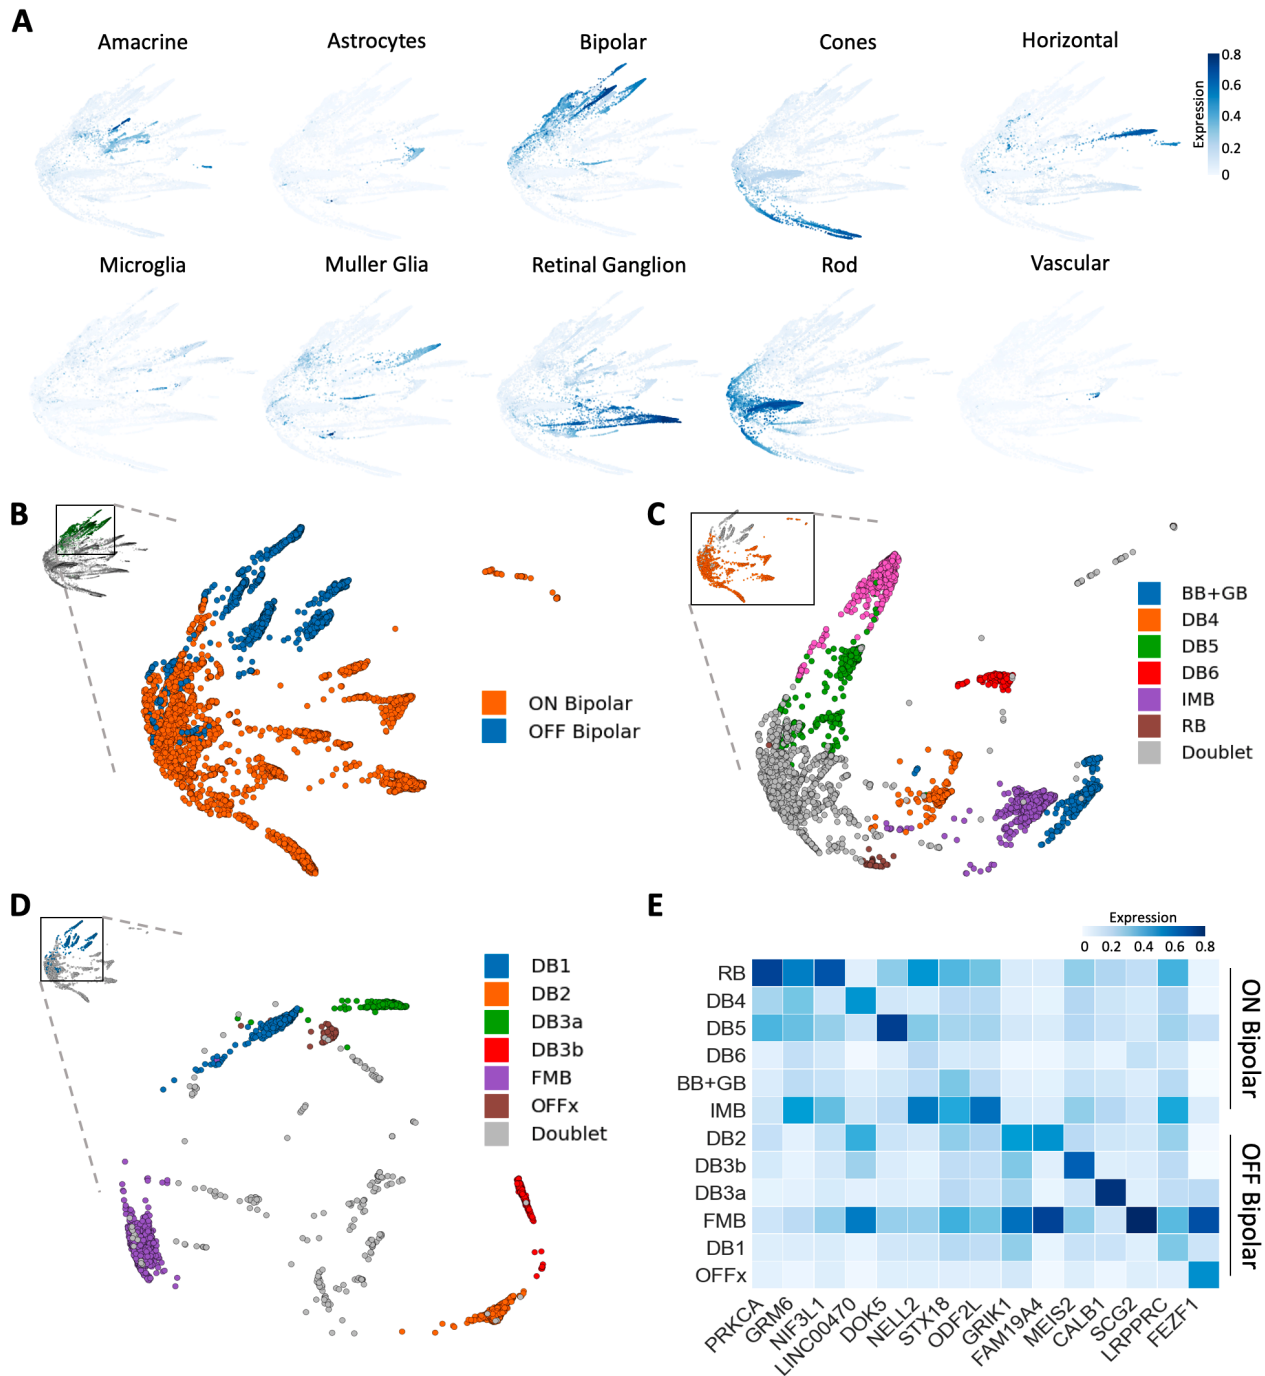 A
Amacrine
Astrocytes
Bipolar
Cones
Horizontal
Expression
0.8
0.6
0.4
0.2
0
Microglia
Muller Glia
Retinal Ganglion
Rod
Vascular
B
ON Bipolar
OFF Bipolar
C
BB+GB
DB4
DB5
DB6
IMB
RB
Doublet
D
DB1
DB2
DB3a
DB3b
FMB
OFFx
Doublet
E
Expression
0 0.2 0.4 0.6 0.8
RB
DB4
DB5
DB6
BB+GB
IMB
DB2
DB3b
DB3a
FMB
DB1
OFFx
ON Bipolar
OFF Bipolar
PRKCA
GRM6
NIF3L1
LINC00470
DOK5
NELL2
STX18
ODF2L
GRIK1
FAM19A4
MEIS2
CALB1
SCG2
LRPPRC
FEZF1